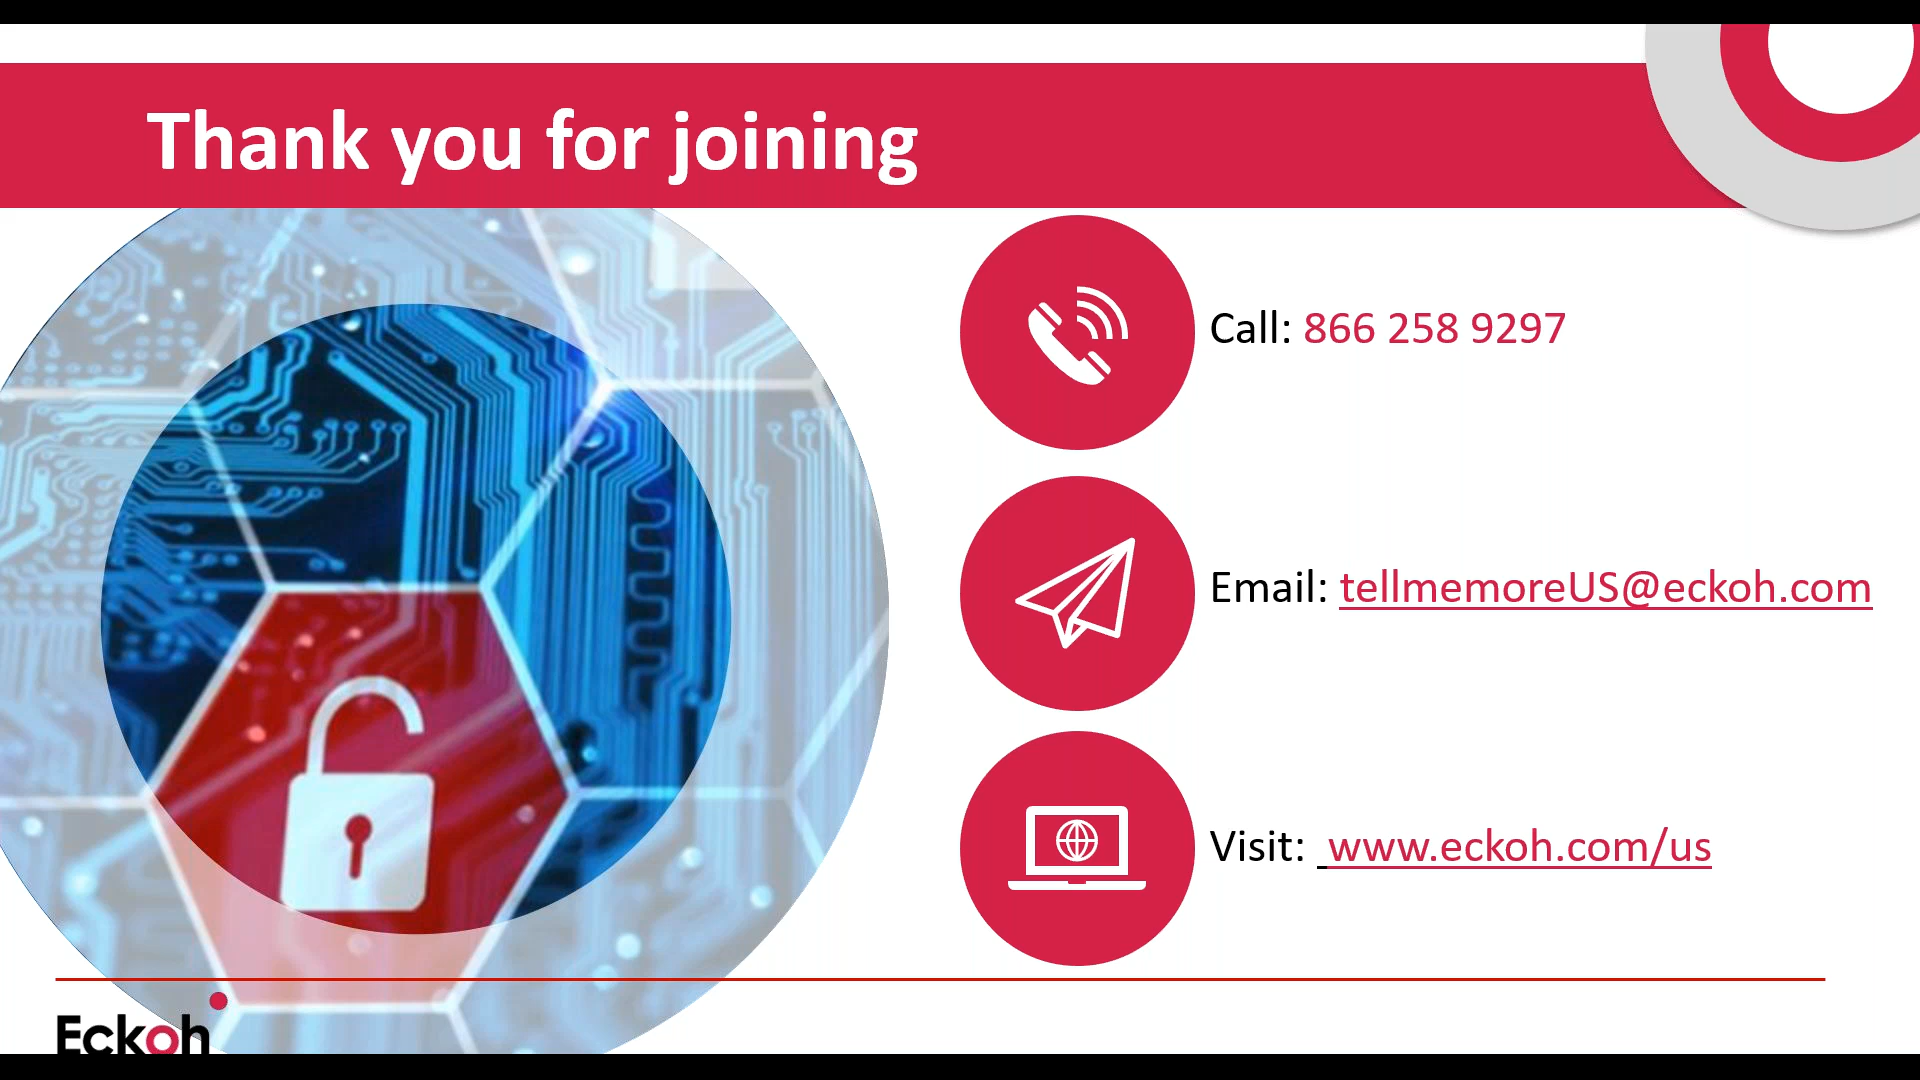 Thank you for joining
Call: 866 258 9297
Email: tellmemoreUS@eckoh.com
Visit: www.eckoh.com/us
Eckoh